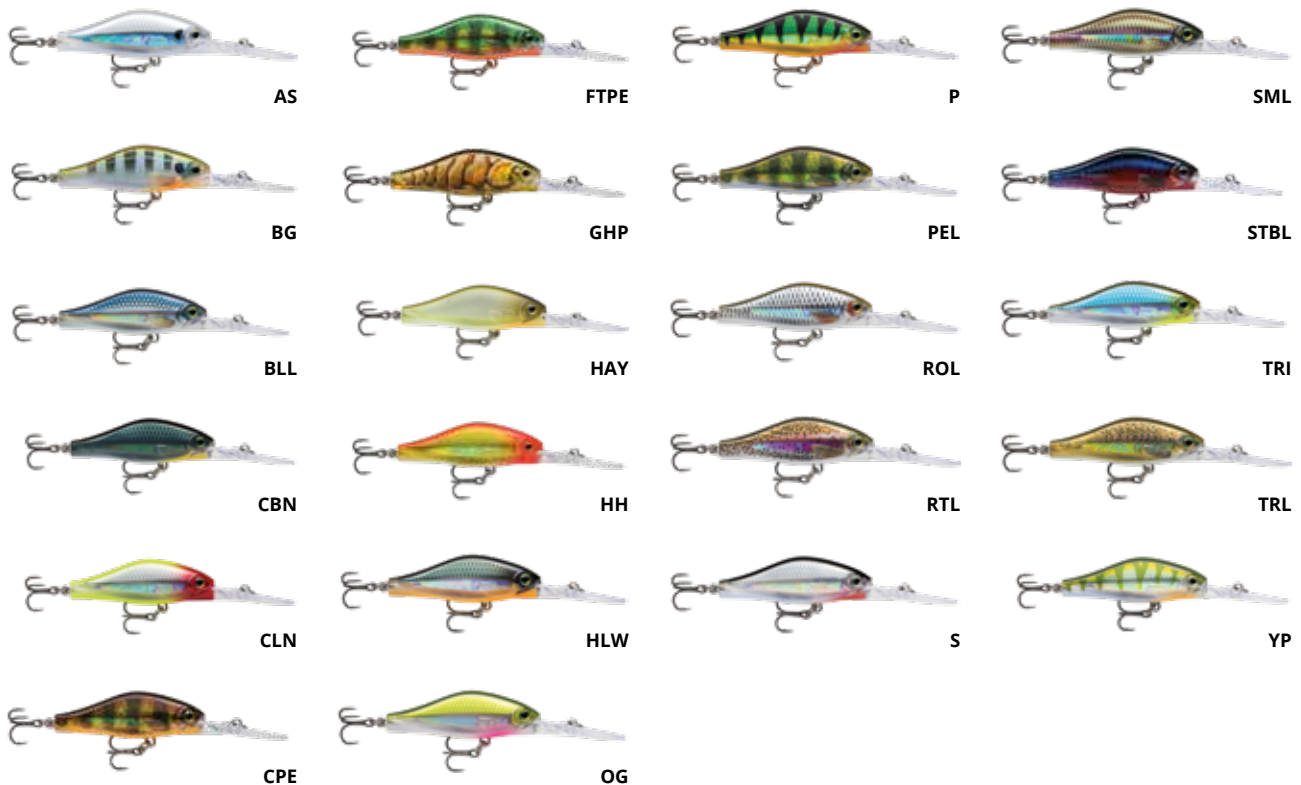 AS
FTPE
P
SML
BG
GHP
PEL
STBL
BLL
HAY
ROL
TRI
CBN
HH
RTL
TRL
CLN
HLW
S
YP
CPE
OG